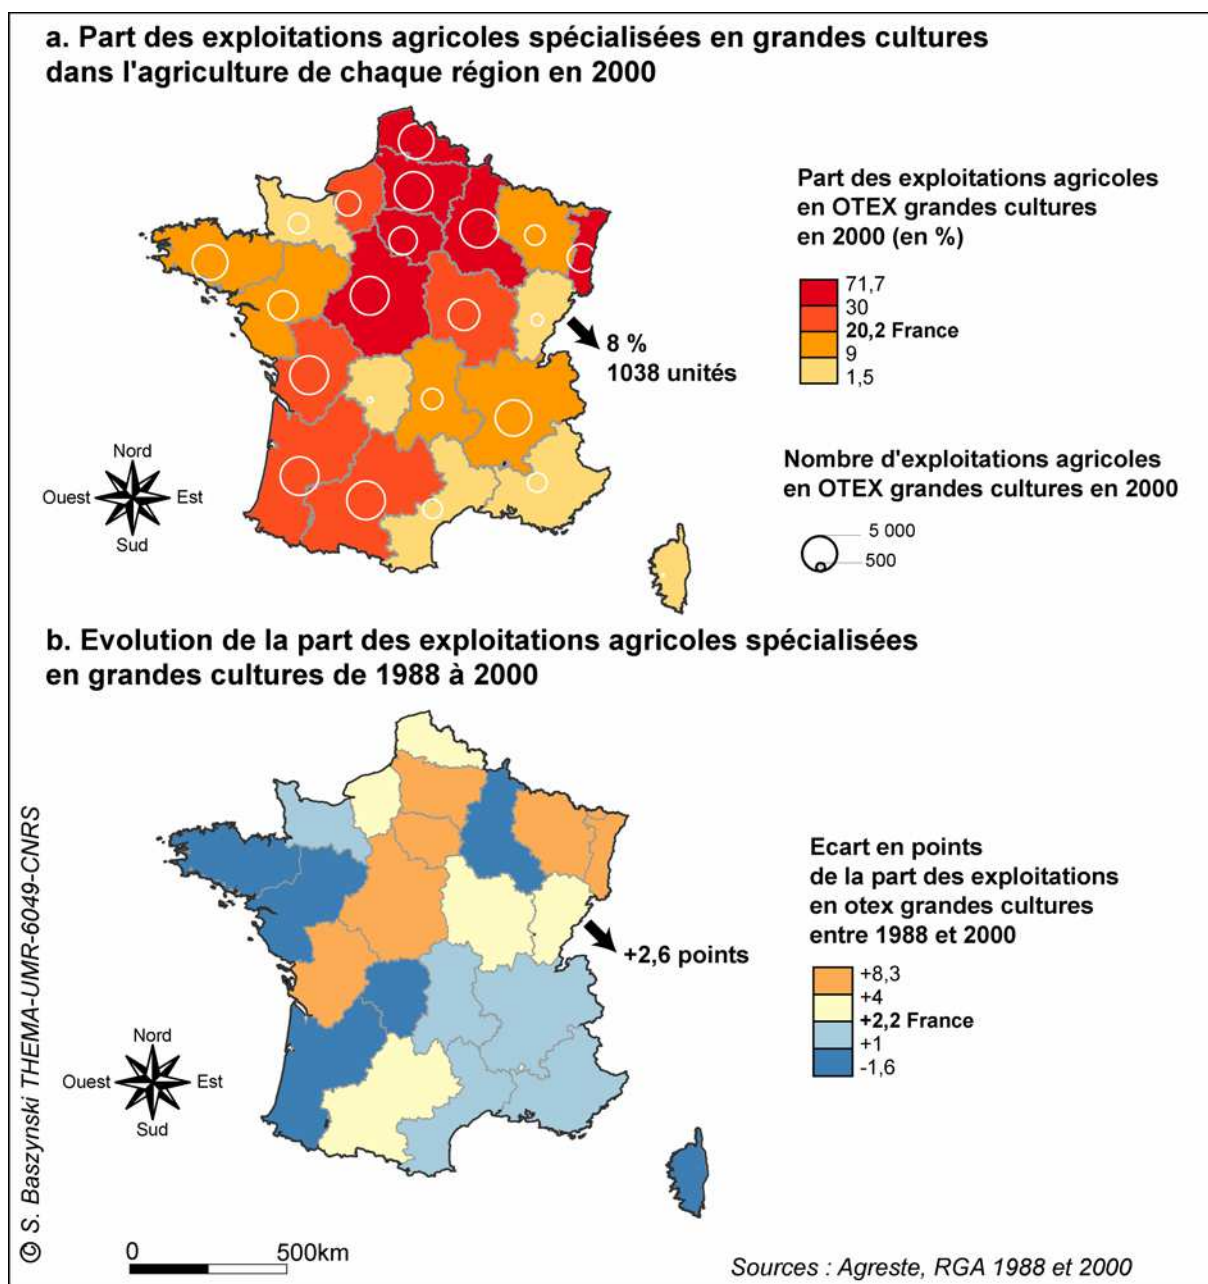 a. Part des exploitations agricoles spécialisées en grandes cultures
dans l'agriculture de chaque région en 2000
Part des exploitations agricoles
en OTEX grandes cultures
en 2000 (en %)
71,7
30
20,2 France
9
1,5
8 %
1038 unités
Nord
Ouest
Est
Sud
Nombre d'exploitations agricoles
en OTEX grandes cultures en 2000
5 000
500
b. Evolution de la part des exploitations agricoles spécialisées
en grandes cultures de 1988 à 2000
Ecart en points
de la part des exploitations
en otex grandes cultures
entre 1988 et 2000
+8,3
+4
+2,2 France
+1
-1,6
+2,6 points
Nord
Ouest
Est
Sud
© S. Baszynski THEMA-UMR-6049-CNRS
0
500km
Sources : Agreste, RGA 1988 et 2000